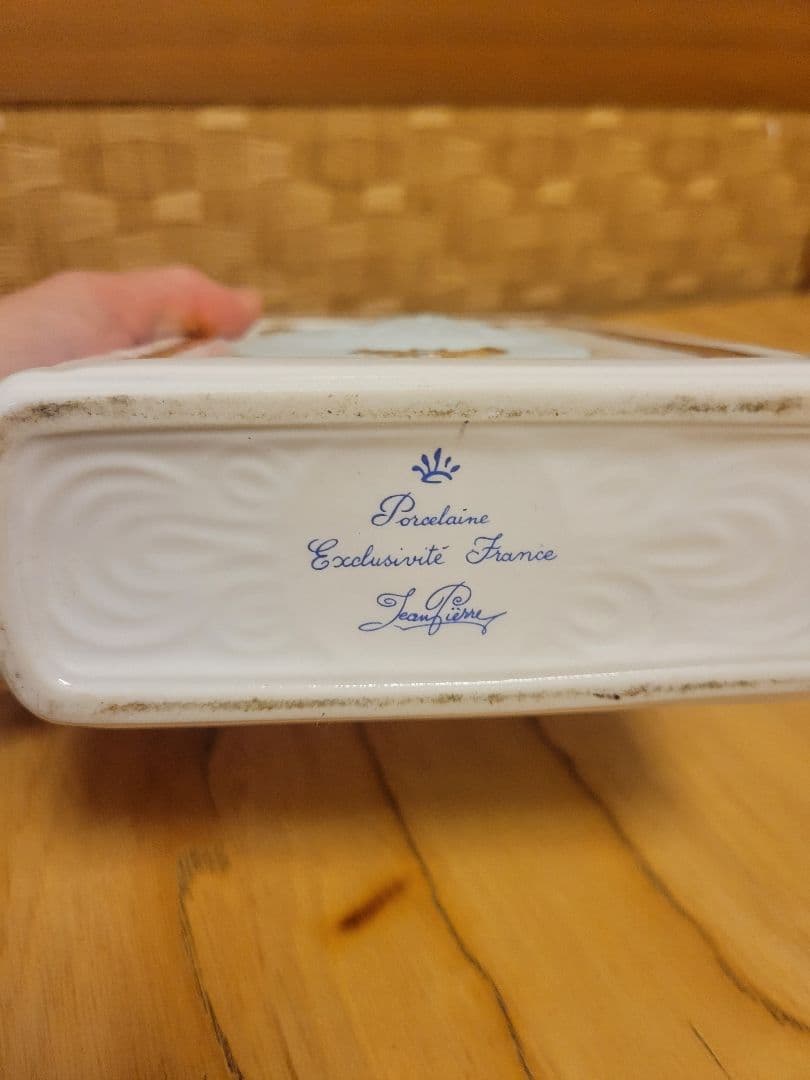 Porcelaine
Exclusivité France
Jean Pierre